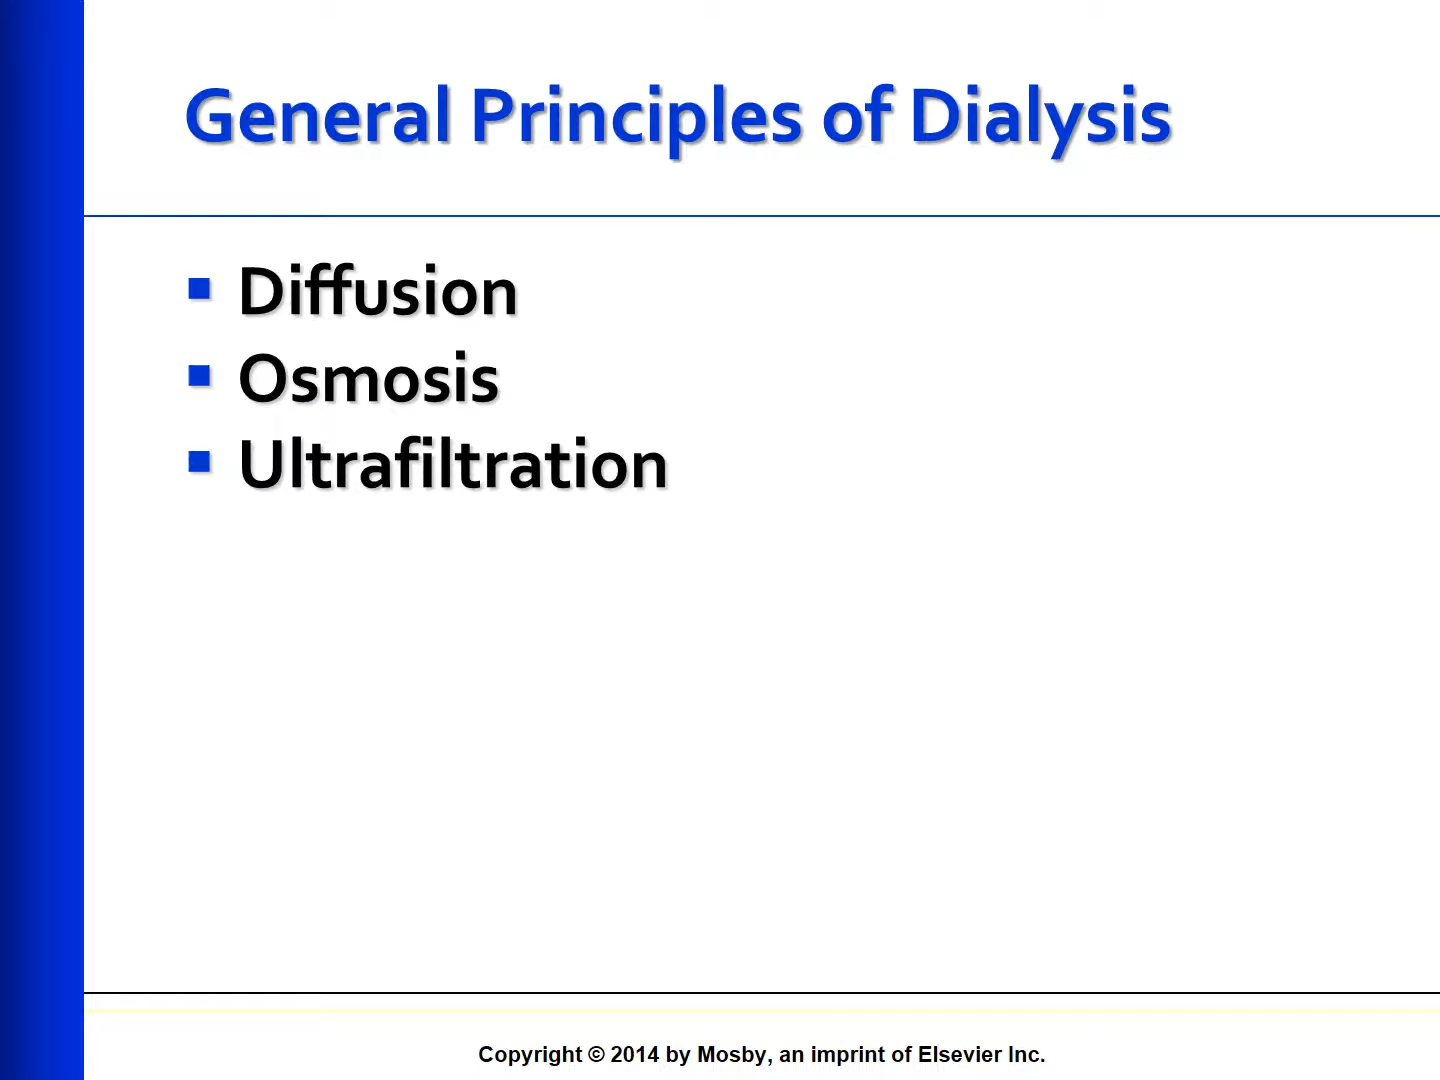 General Principles of Dialysis
Diffusion
Osmosis
Ultrafiltration
Copyright © 2014 by Mosby, an imprint of Elsevier Inc.